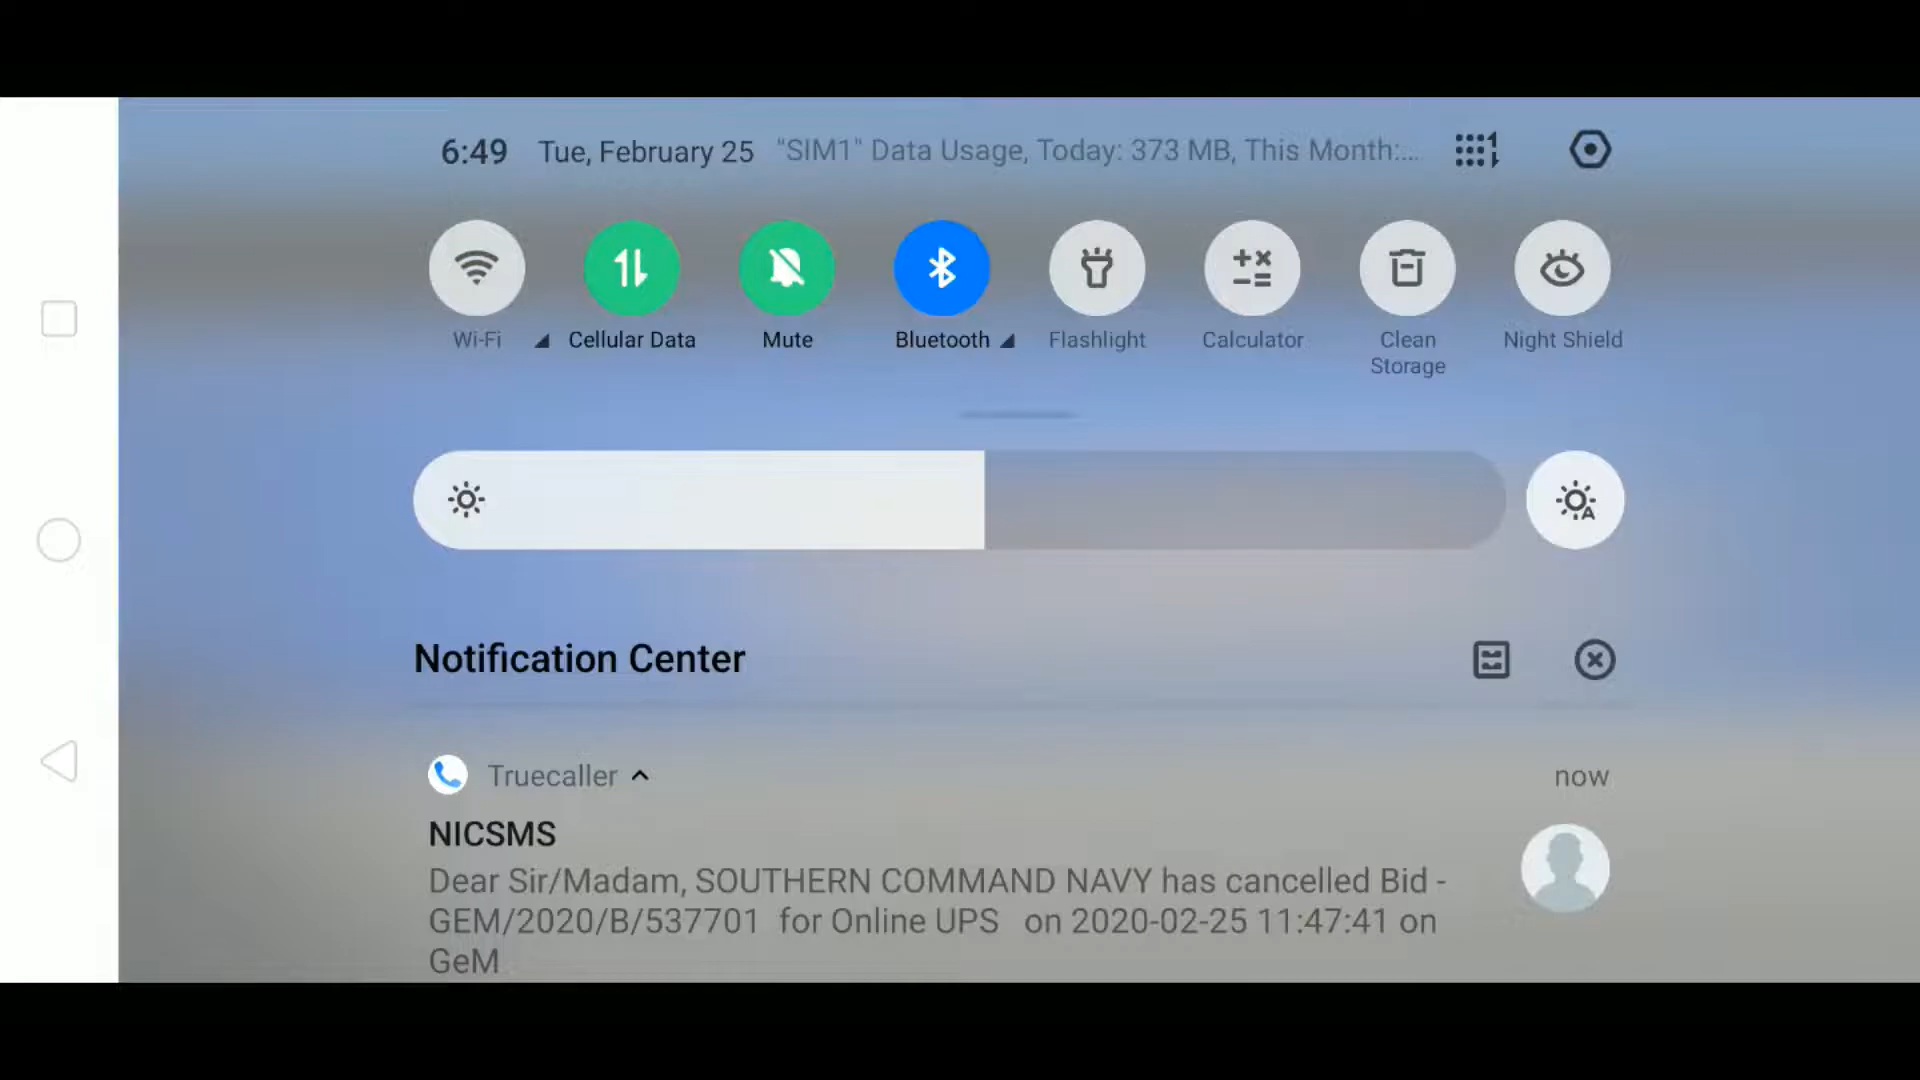 6:49 Tue, February 25 "SIM1" Data Usage, Today: 373 MB, This Month:...
Wi-Fi Cellular Data Mute Bluetooth Flashlight Calculator Clean Storage Night Shield
Notification Center
Truecaller now
NICSMS
Dear Sir/Madam, SOUTHERN COMMAND NAVY has cancelled Bid -
GEM/2020/B/537701 for Online UPS on 2020-02-25 11:47:41 on
GeM